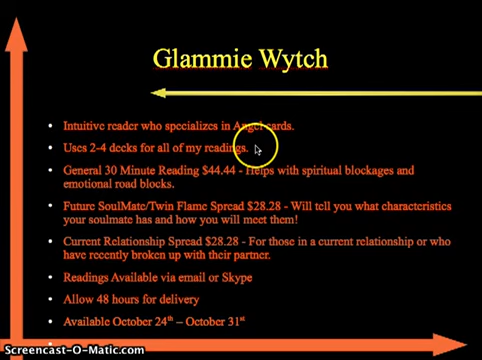 Glammie Wytch
• Intuitive reader who specializes in Angel cards.
• Uses 2-4 decks for all of my readings.
• General 30 Minute Reading $44.44 - Helps with spiritual blockages and
emotional road blocks.
• Future SoulMate/Twin Flame Spread $28.28 - Will tell you what characteristics
your soulmate has and how you will meet them!
• Current Relationship Spread $28.28 - For those in a current relationship or who
have recently broken up with their partner.
• Readings Available via email or Skype
• Allow 48 hours for delivery
• Available October 24th – October 31st
Screencast-O-Matic.com